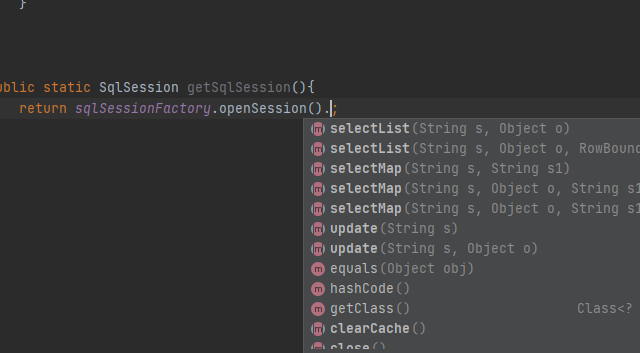 }
ublic static SqlSession getSqlSession(){
return sqlSessionFactory.openSession().;
m selectList(String s, Object o)
m selectList(String s, Object o, RowBound
m selectMap(String s, String s1)
m selectMap(String s, Object o, String s1
m selectMap(String s, Object o, String s1
m update(String s)
m update(String s, Object o)
m equals(Object obj)
m hashCode()
m getClass() Class<?
m clearCache()
m close()